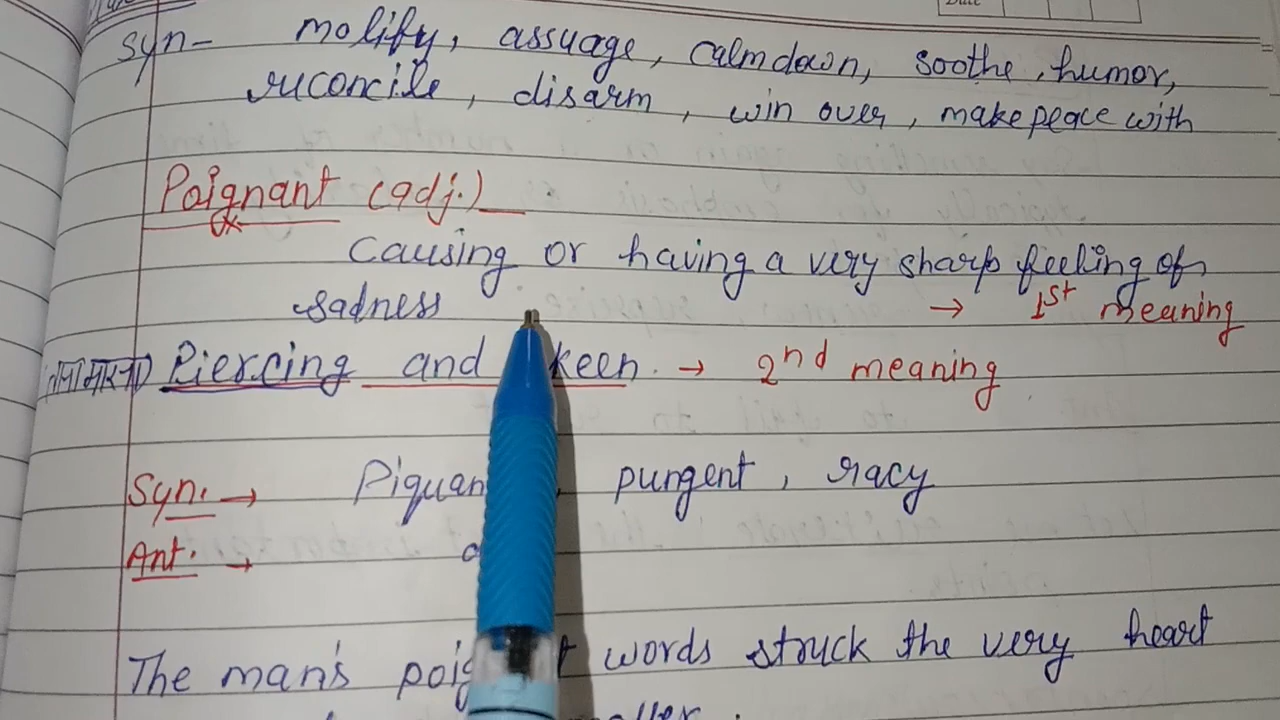 Date
Syn- molify, assuage, calm down, soothe, humor,
reconcile, disarm, win over, make peace with
Poignant (adj.)
Causing or having a very sharp feeling of
sadness → 1st meaning
Piercing and keen. → 2nd meaning
Syn. → Piquan , pungent, racy
Ant. →
The man's poig t words struck the very heart